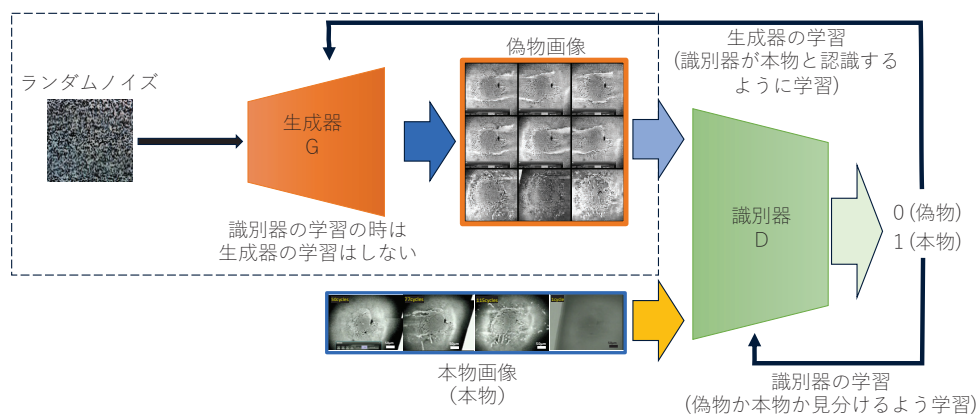 偽物画像
生成器の学習
(識別器が本物と認識する
ように学習)
ランダムノイズ
生成器
G
識別器の学習の時は
生成器の学習はしない
識別器
D
0 (偽物)
1 (本物)
77cycles
115cycles
1cycle
本物画像
(本物)
識別器の学習
(偽物か本物か見分けるよう学習)